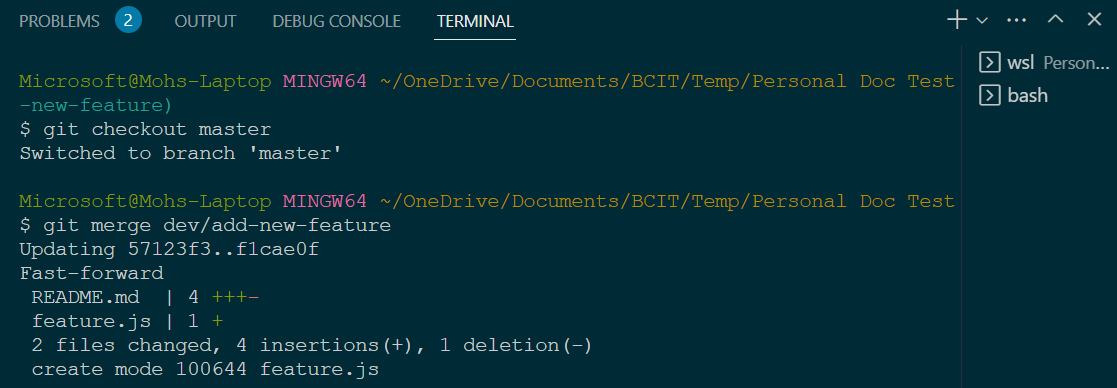 PROBLEMS 2 OUTPUT DEBUG CONSOLE TERMINAL
wsl Person...
bash
Microsoft@Mohs-Laptop MINGW64 ~/OneDrive/Documents/BCIT/Temp/Personal Doc Test
-new-feature)
$ git checkout master
Switched to branch 'master'
Microsoft@Mohs-Laptop MINGW64 ~/OneDrive/Documents/BCIT/Temp/Personal Doc Test
$ git merge dev/add-new-feature
Updating 57123f3..f1cae0f
Fast-forward
 README.md  | 4 +++-
 feature.js | 1 +
 2 files changed, 4 insertions(+), 1 deletion(-)
 create mode 100644 feature.js